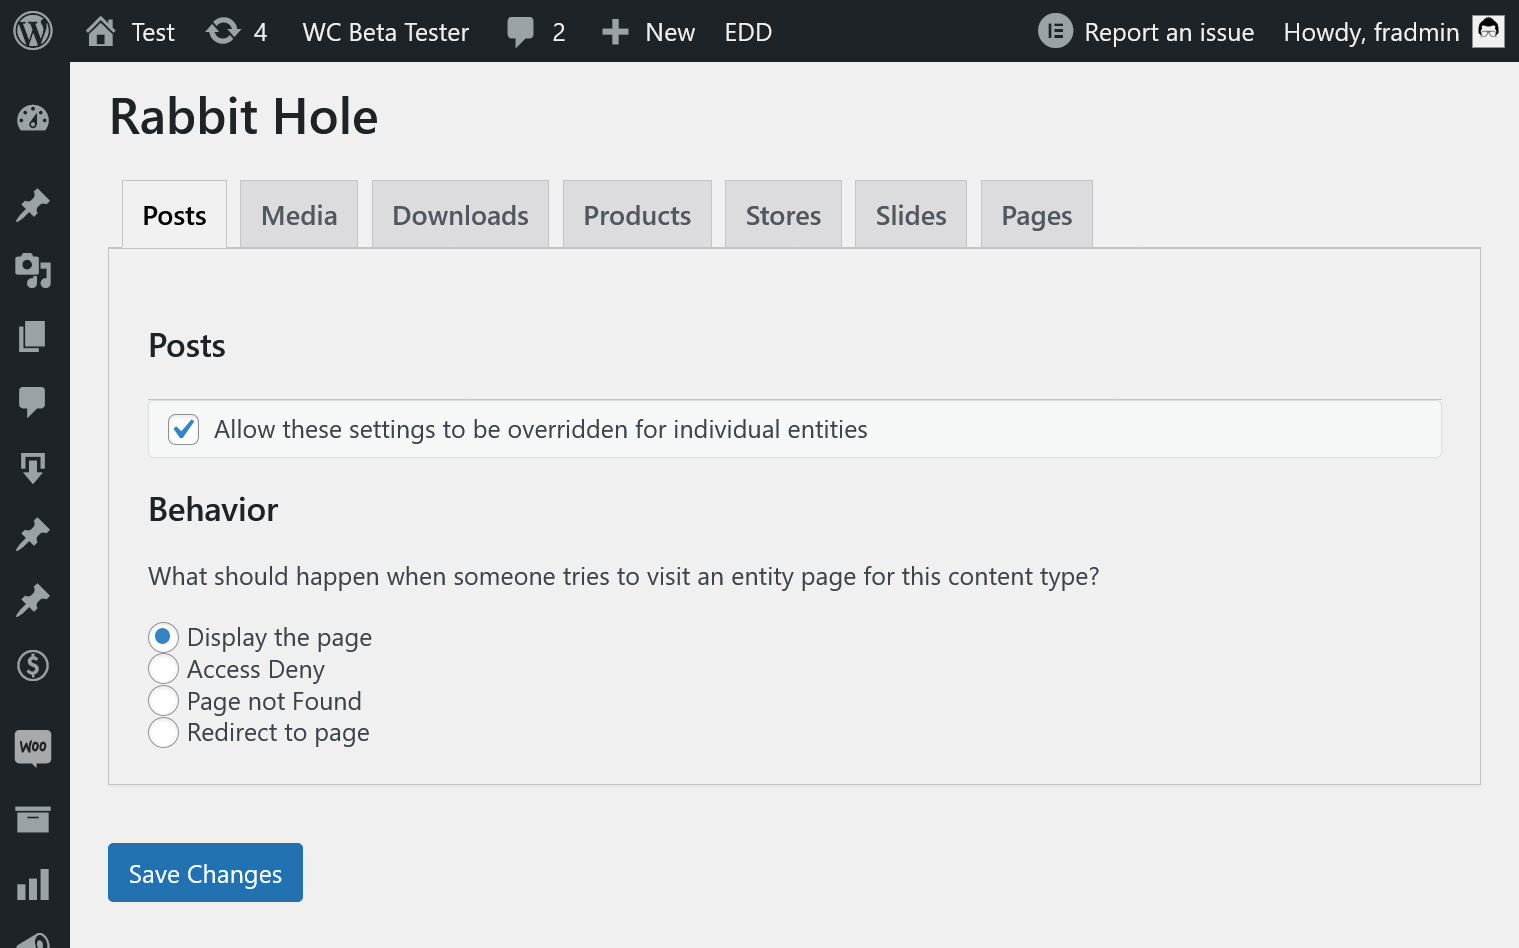 Test 4 WC Beta Tester 2 New EDD Report an issue Howdy, fradmin
Rabbit Hole
Posts Media Downloads Products Stores Slides Pages
Posts
Allow these settings to be overridden for individual entities
Behavior
What should happen when someone tries to visit an entity page for this content type?
Display the page
Access Deny
Page not Found
Redirect to page
Woo
Save Changes